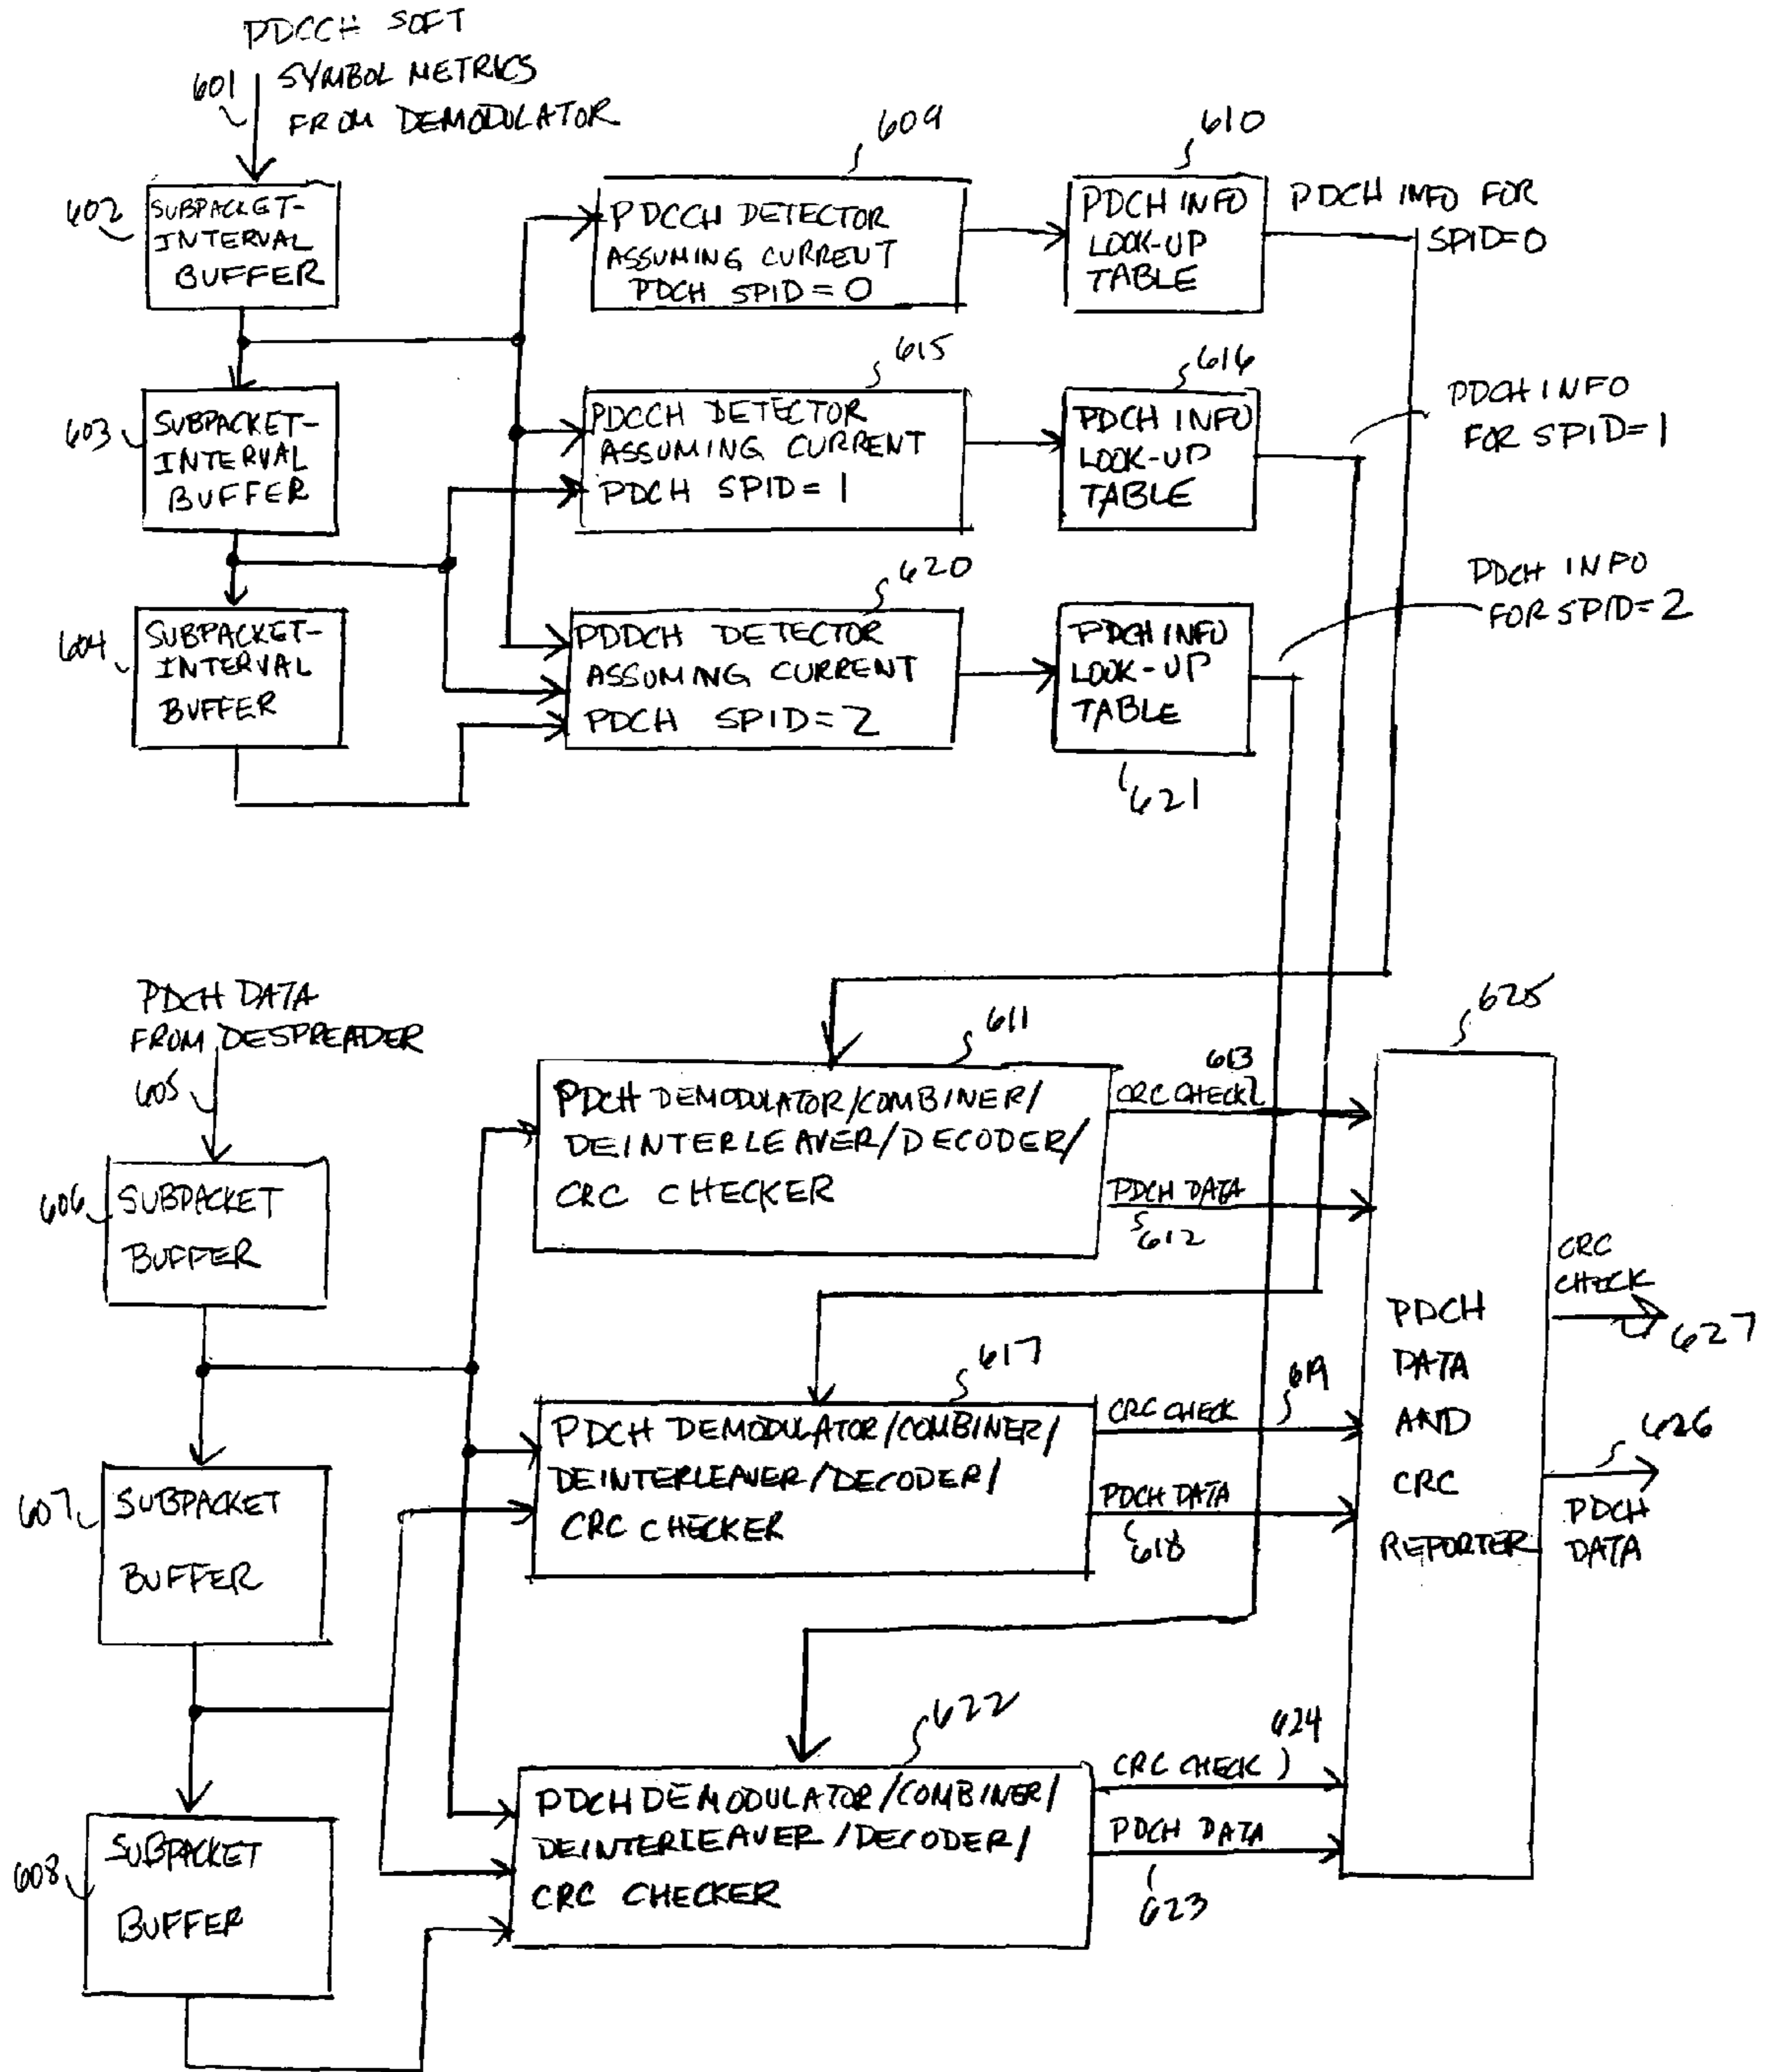 PDCCH SOFT
601 SYMBOL METRICS
FROM DEMODULATOR
602
SUBPACKET-
INTERVAL
BUFFER
609
PDCCH DETECTOR
ASSUMING CURRENT
PDCH SPID = 0
610
PDCH INFO
LOOK-UP
TABLE
PDCH INFO FOR
SPID=0
603
SUBPACKET-
INTERVAL
BUFFER
615
PDCCH DETECTOR
ASSUMING CURRENT
PDCH SPID = 1
616
PDCH INFO
LOOK-UP
TABLE
PDCH INFO
FOR SPID=1
604
SUBPACKET-
INTERVAL
BUFFER
620
PDDCH DETECTOR
ASSUMING CURRENT
PDCH SPID=2
PDCH INFO
LOOK-UP
TABLE
621
PDCH INFO
FOR SPID=2
PDCH DATA
FROM DESPREADER
605
606
SUBPACKET
BUFFER
611
PDCH DEMODULATOR/COMBINER/
DEINTERLEAVER/DECODER/
CRC CHECKER
613
CRC CHECK
PDCH DATA
612
625
PDCH
DATA
AND
CRC
REPORTER
CRC
CHECK
627
626
PDCH
DATA
607
SUBPACKET
BUFFER
617
PDCH DEMODULATOR/COMBINER/
DEINTERLEAVER/DECODER/
CRC CHECKER
CRC CHECK
619
PDCH DATA
618
608
SUBPACKET
BUFFER
622
PDCH DEMODULATOR/COMBINER/
DEINTERLEAVER/DECODER/
CRC CHECKER
624
CRC CHECK
PDCH DATA
623